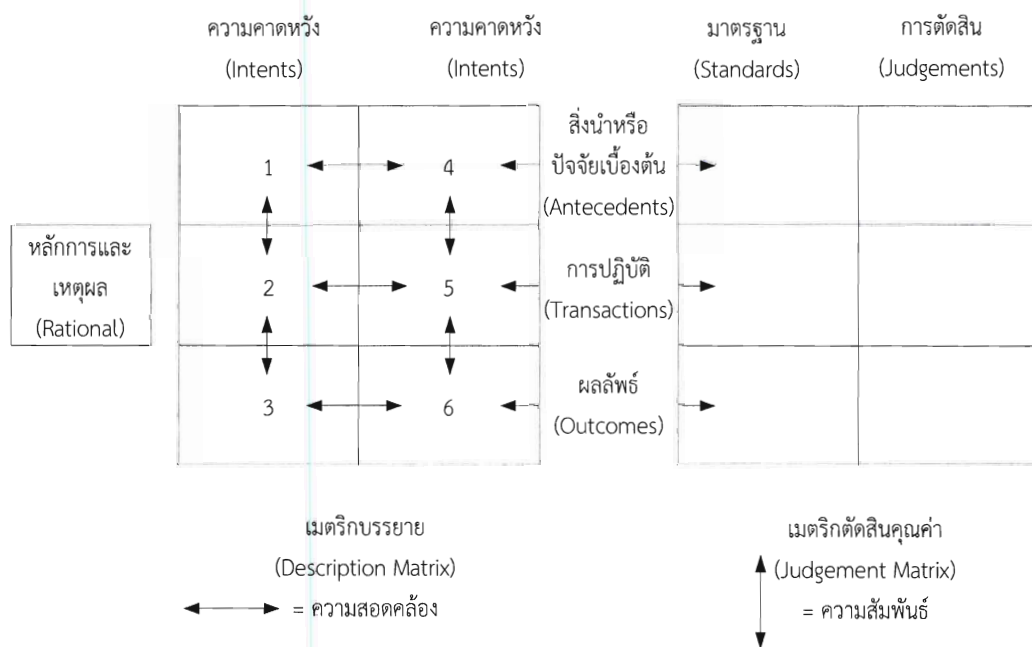 ความคาดหวัง ความคาดหวัง มาตรฐาน การตัดสิน
(Intents) (Intents) (Standards) (Judgements)
สิ่งนำหรือ
1 4 ปัจจัยเบื้องต้น
(Antecedents)
หลักการและ
เหตุผล
(Rational)
การปฏิบัติ
2 5 (Transactions)
ผลลัพธ์
3 6 (Outcomes)
เมตริกบรรยาย เมตริกตัดสินคุณค่า
(Description Matrix) (Judgement Matrix)
= ความสอดคล้อง = ความสัมพันธ์